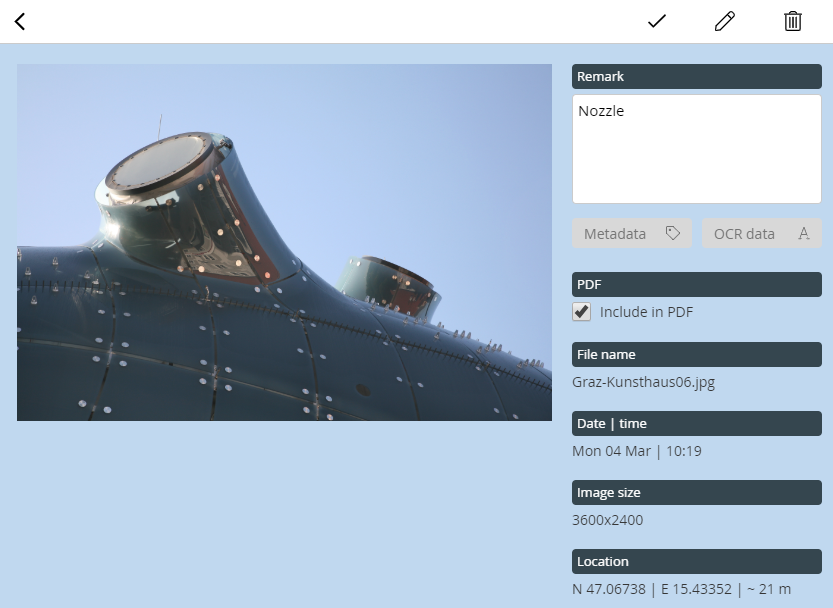 Remark
Nozzle
Metadata
OCR data
PDF
Include in PDF
File name
Graz-Kunsthaus06.jpg
Date | time
Mon 04 Mar | 10:19
Image size
3600x2400
Location
N 47.06738 | E 15.43352 | ~ 21 m